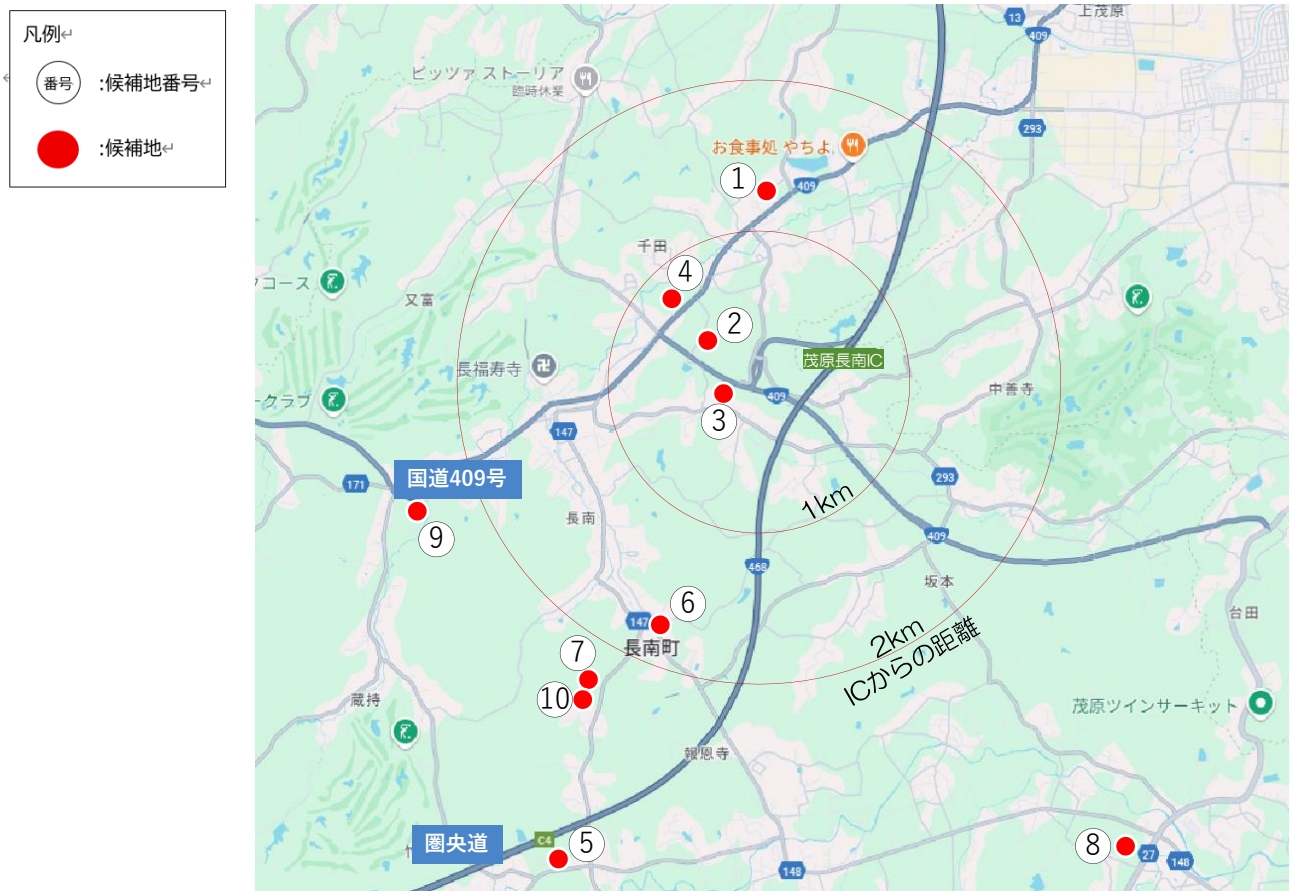 凡例↵
番号 :候補地番号↵
:候補地↵
13
上茂原
409
ピッツァ ストーリア
臨時休業
293
お食事処 やちよ
①
409
千田
④
クコース
又富
②
茂原長南IC
長福寿寺
中善寺
ークラブ
③
409
147
国道409号
171
293
1km
⑨
長南
409
468
坂本
⑥
147
台田
2km
長南町
ICからの距離
⑦
⑩
蔵持
茂原ツインサーキット
報恩寺
圏央道
C4
⑤
⑧
27
148
148